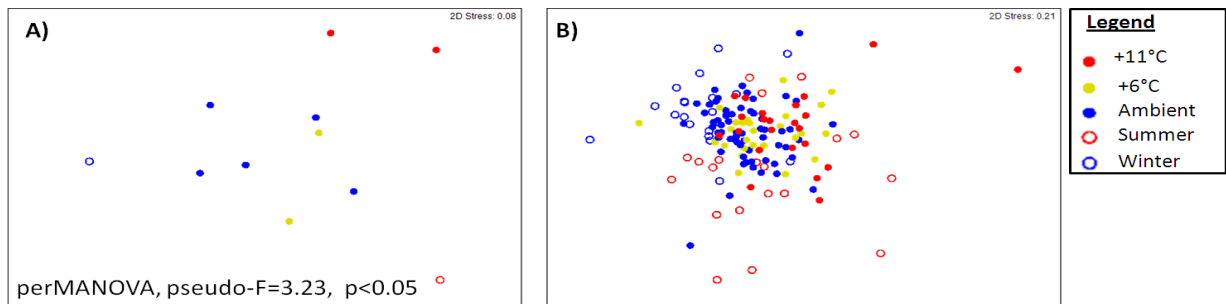 A)
2D Stress: 0.08
perMANOVA, pseudo-F=3.23, p<0.05
B)
2D Stress: 0.21
Legend
+11°C
+6°C
Ambient
Summer
Winter